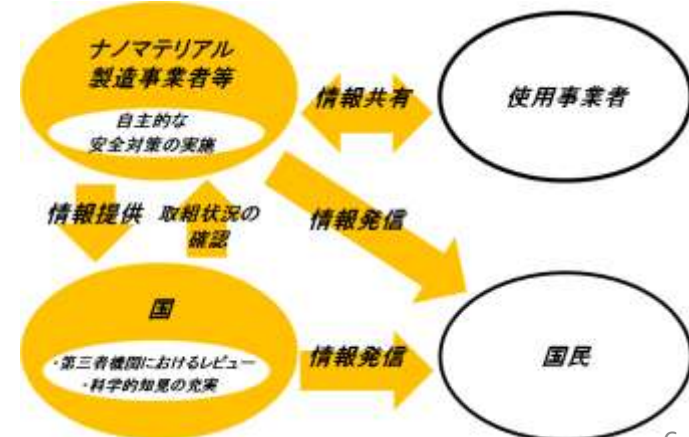 ナノマテリアル
製造事業者等
自主的な
安全対策の実施
情報共有
使用事業者
情報提供
取組状況の
確認
情報発信
国
・第三者機関におけるレビュー
・科学的知見の充実
情報発信
国民